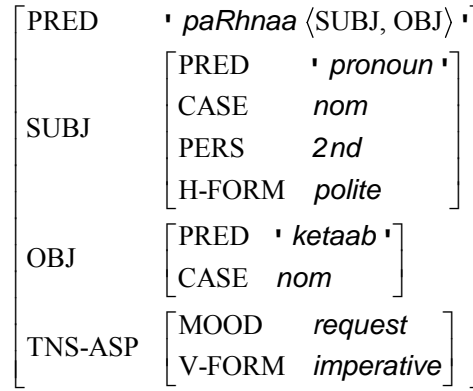 PRED ' paRhnaa ⟨SUBJ, OBJ⟩ '
PRED ' pronoun '
CASE nom
SUBJ
PERS 2nd
H-FORM polite
PRED ' ketaab '
OBJ
CASE nom
MOOD request
TNS-ASP
V-FORM imperative